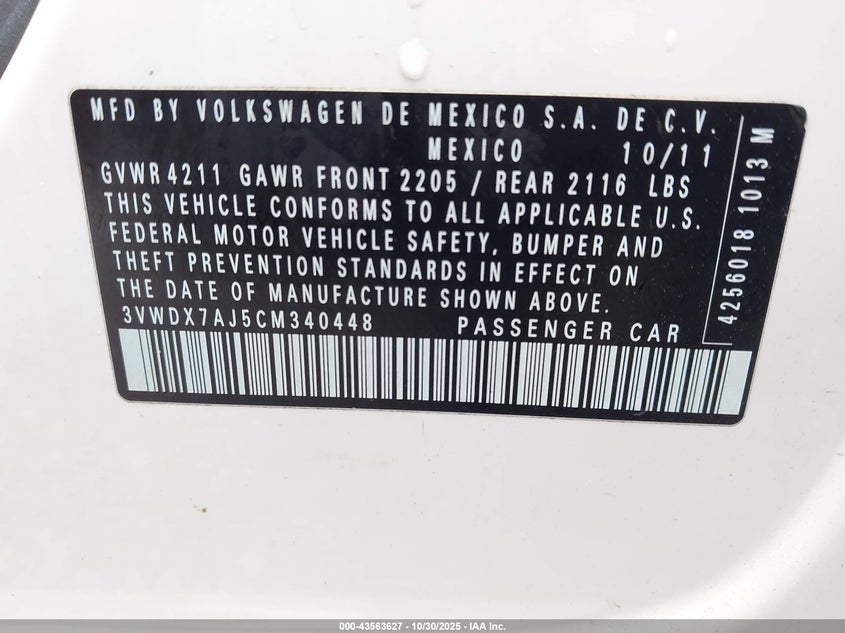 MFD BY VOLKSWAGEN DE MEXICO S.A. DE C.V.
MEXICO 10/11
GVWR 4211 GAWR FRONT 2205 / REAR 2116 LBS
THIS VEHICLE CONFORMS TO ALL APPLICABLE U.S.
FEDERAL MOTOR VEHICLE SAFETY, BUMPER AND
THEFT PREVENTION STANDARDS IN EFFECT ON
THE DATE OF MANUFACTURE SHOWN ABOVE.
3VWDX7AJ5CM340448 PASSENGER CAR
4256018 1013 M
000-43563627 - 10/30/2025 - IAA Inc.